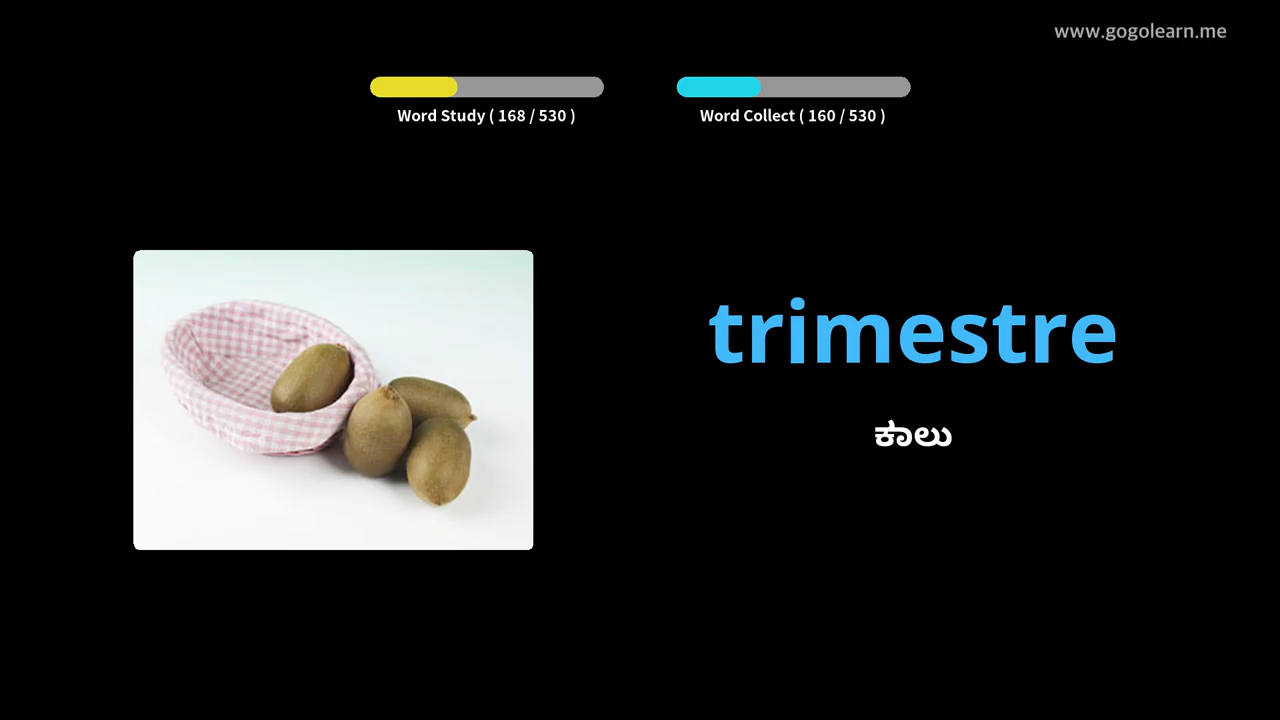 www.gogolearn.me
Word Study ( 168 / 530 )
Word Collect ( 160 / 530 )
trimestre
ಕಾಲು